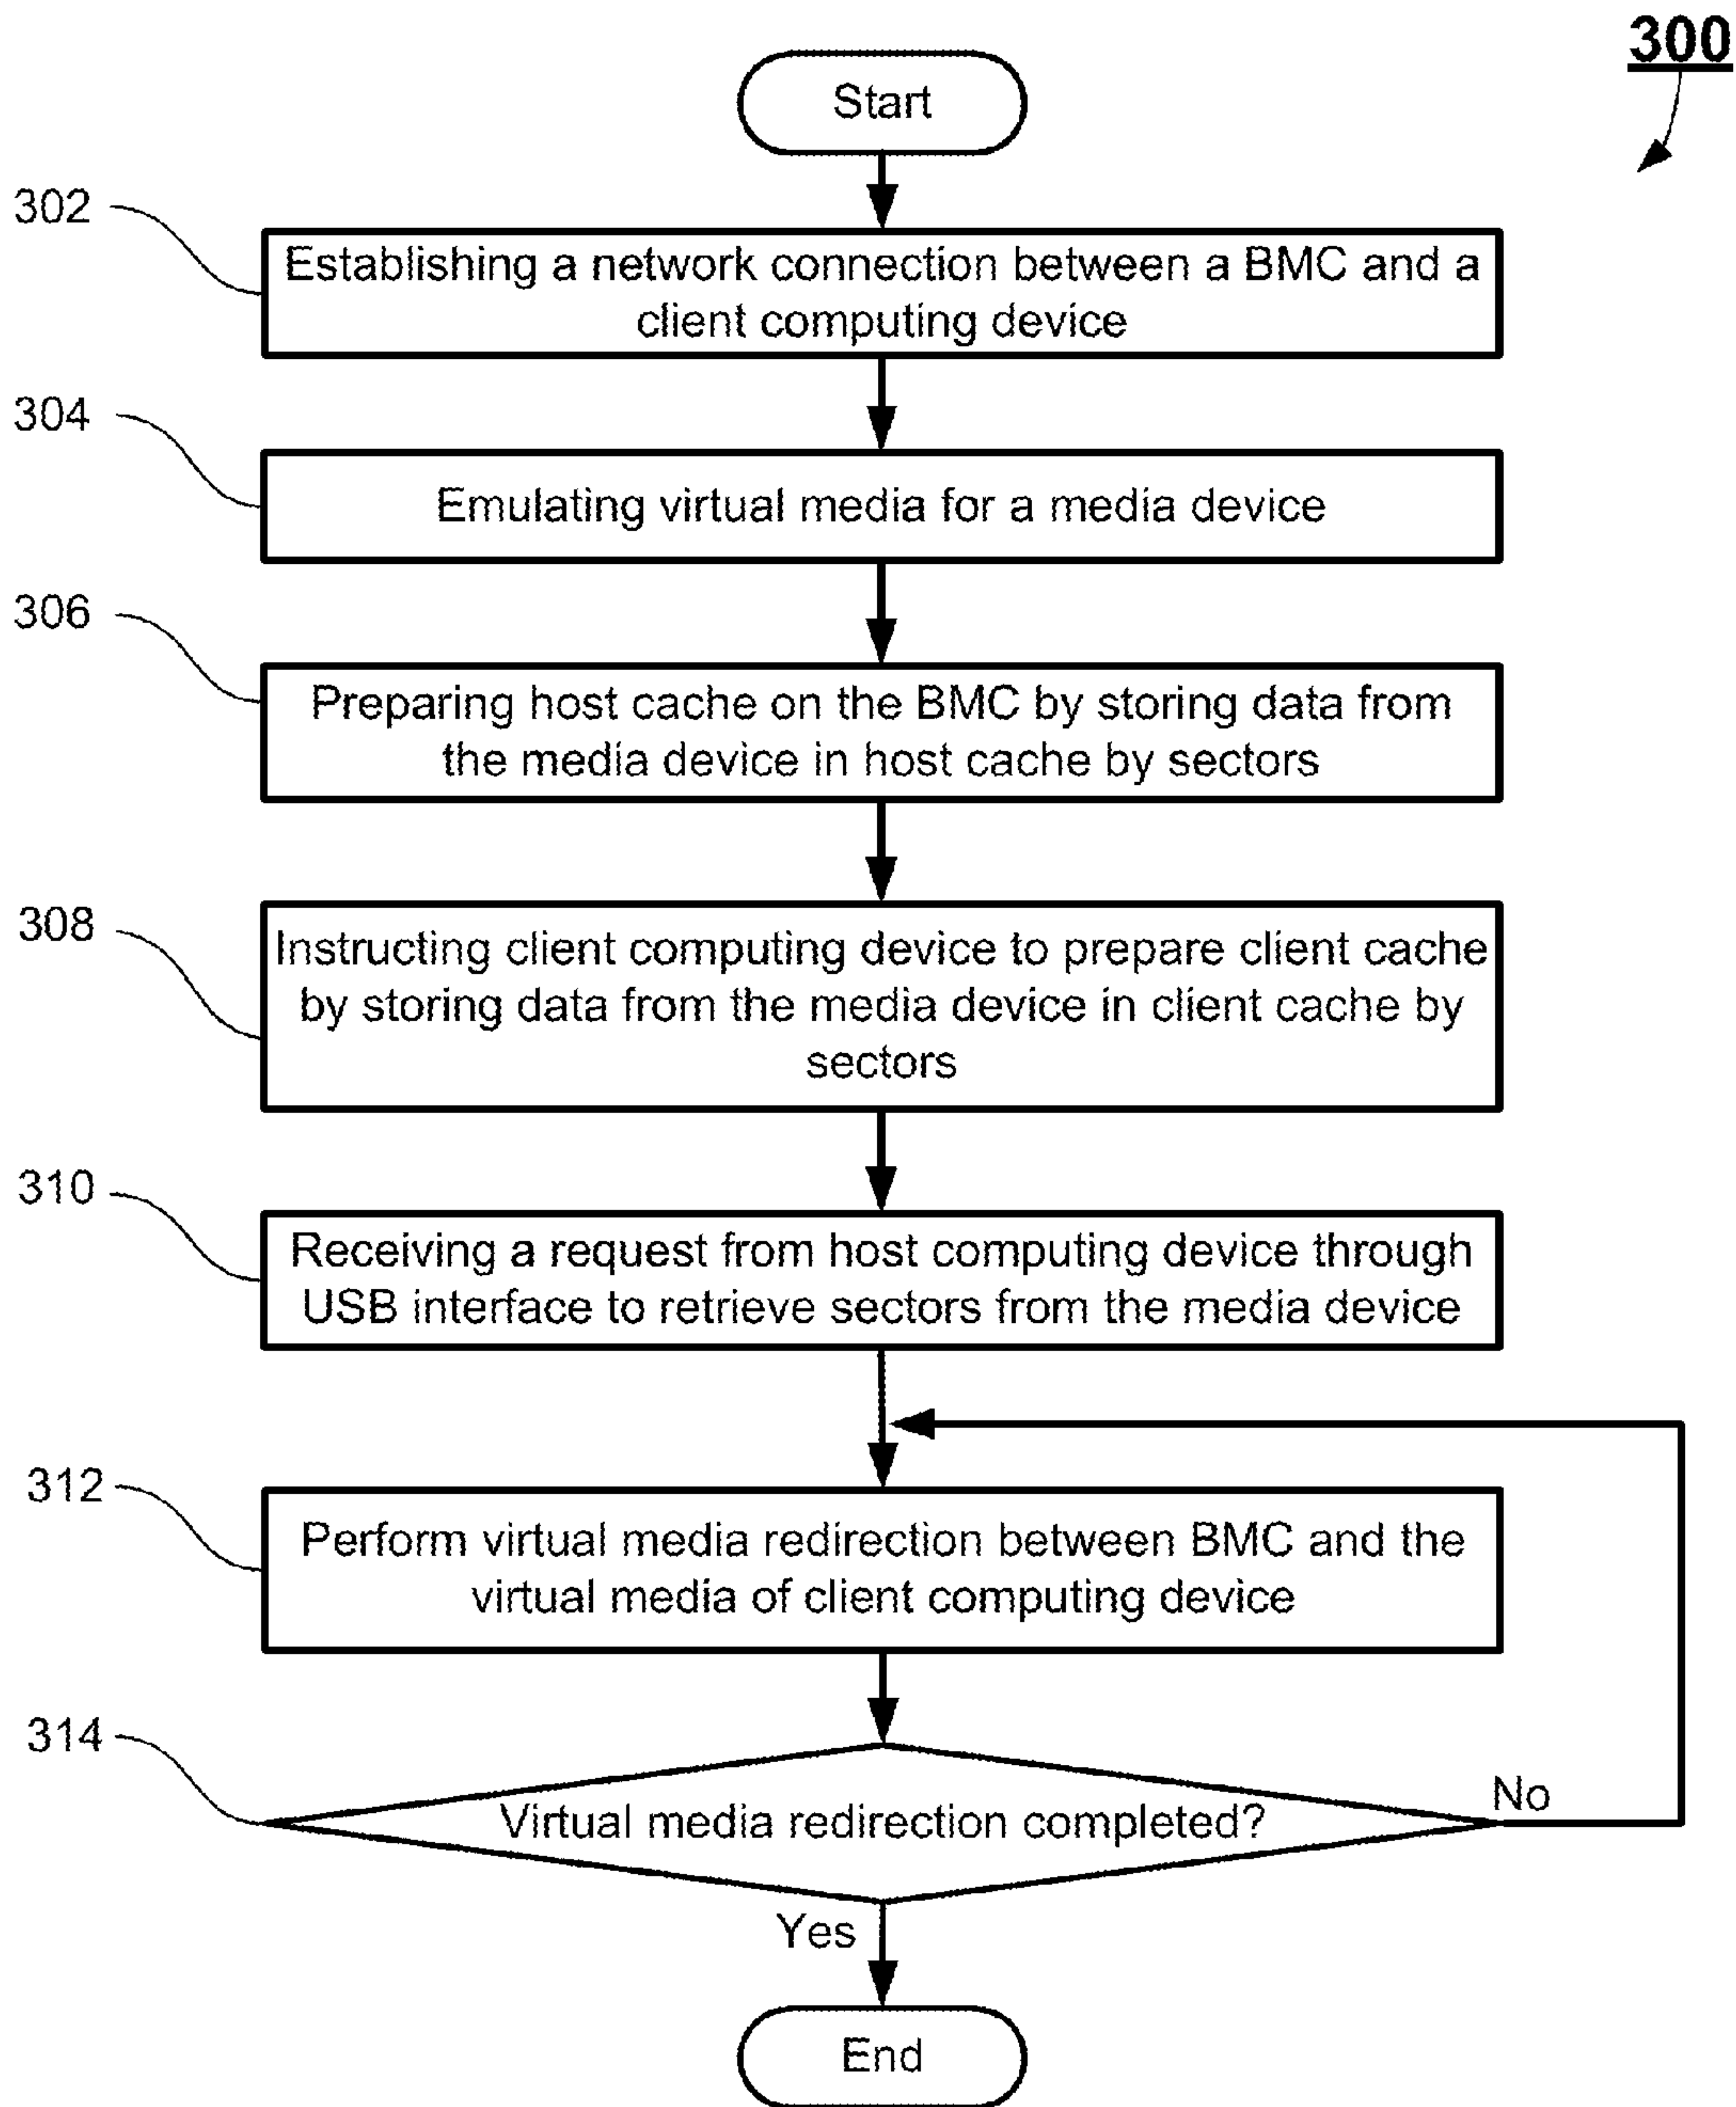 300
Start
302
Establishing a network connection between a BMC and a
client computing device
304
Emulating virtual media for a media device
306
Preparing host cache on the BMC by storing data from
the media device in host cache by sectors
308
Instructing client computing device to prepare client cache
by storing data from the media device in client cache by
sectors
310
Receiving a request from host computing device through
USB interface to retrieve sectors from the media device
312
Perform virtual media redirection between BMC and the
virtual media of client computing device
314
Virtual media redirection completed?
No
Yes
End